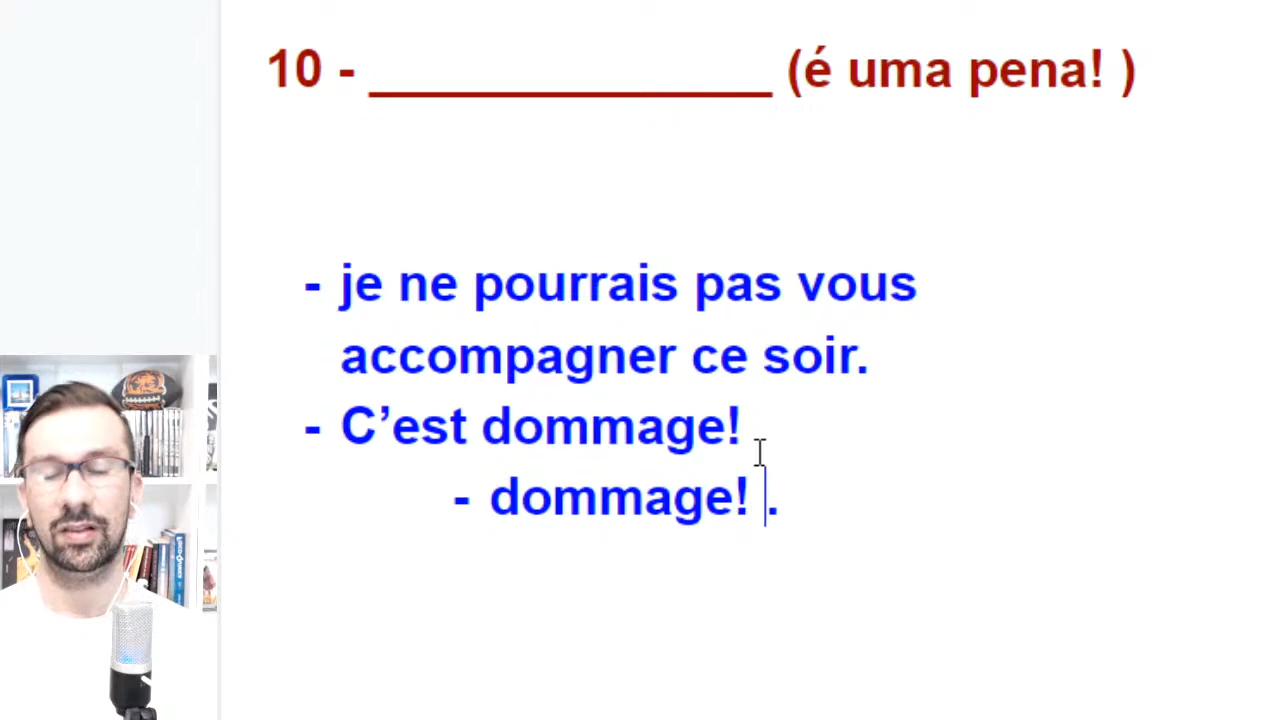 10 - _______________ (é uma pena! )
- je ne pourrais pas vous
accompagner ce soir.
- C’est dommage!
- dommage! .